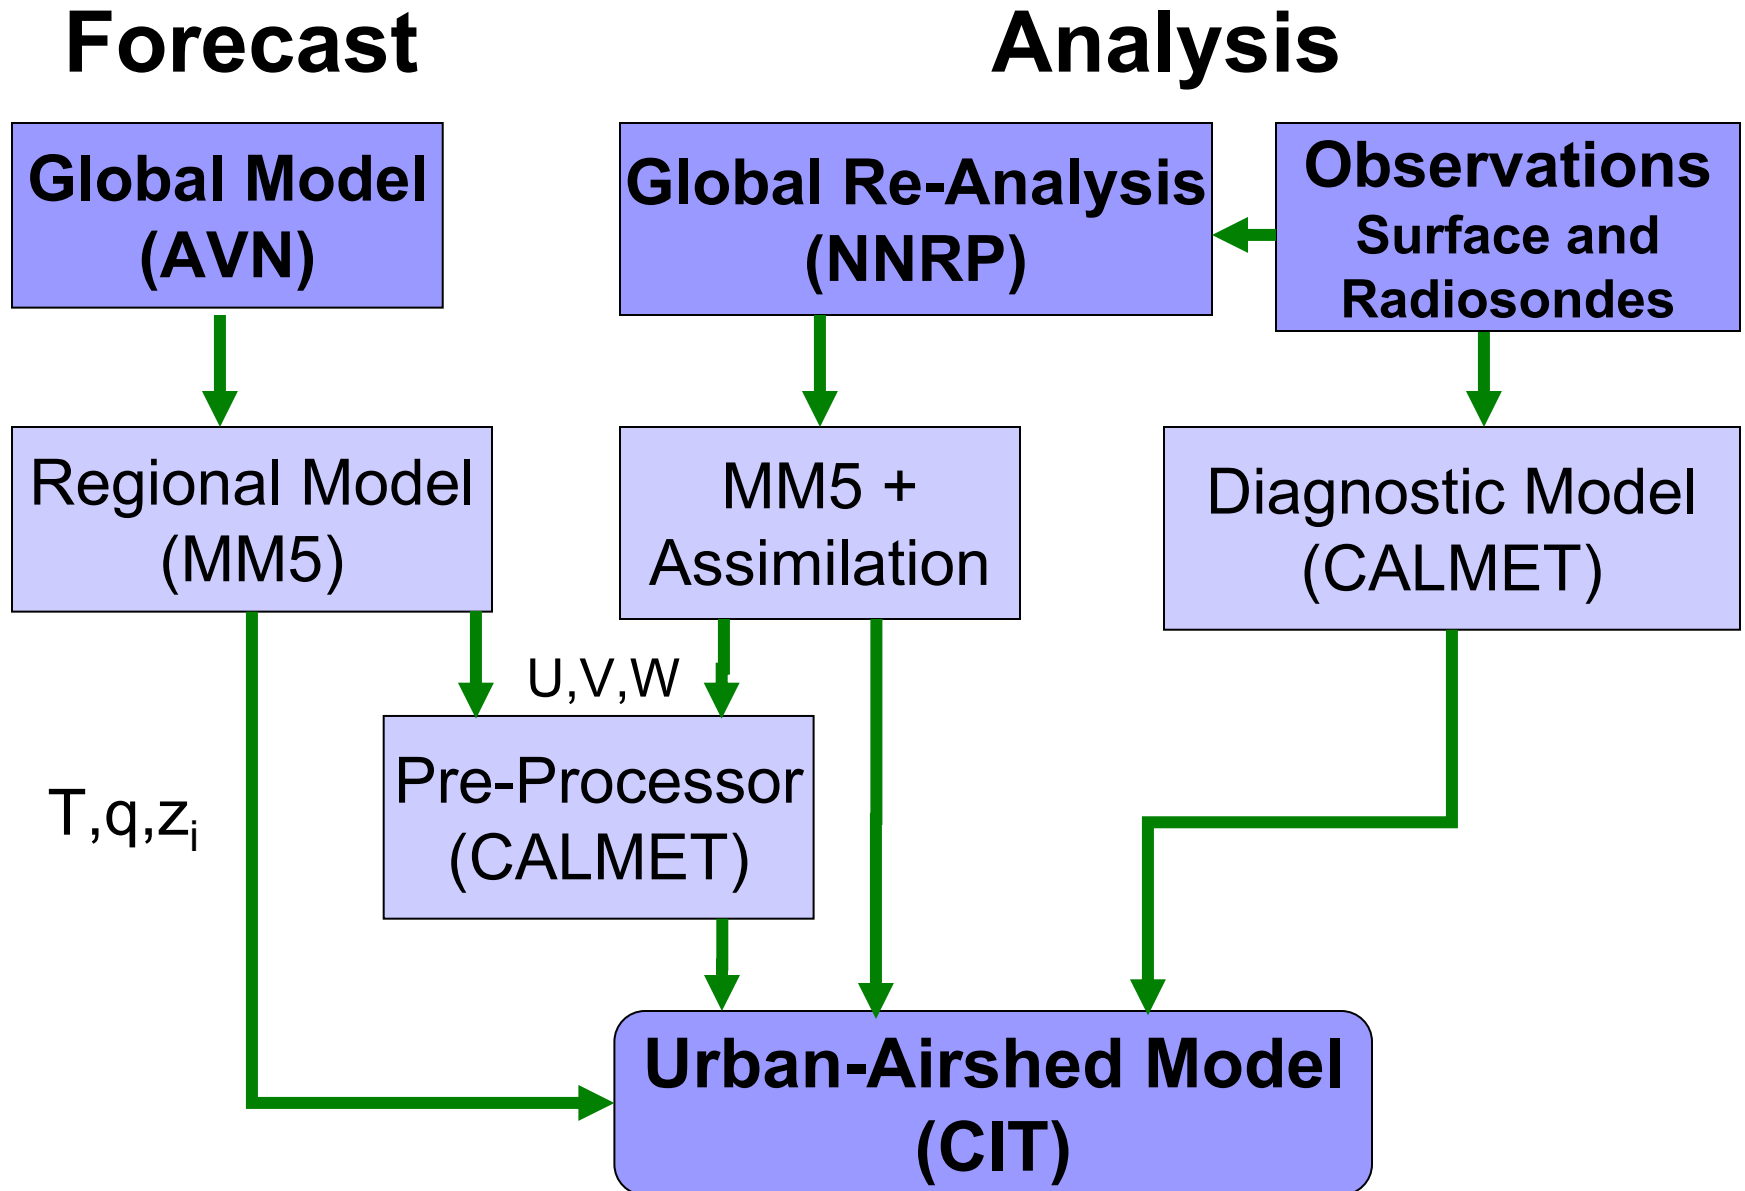 Forecast
Analysis
Global Model
(AVN)
Global Re-Analysis
(NNRP)
Observations
Surface and
Radiosondes
Regional Model
(MM5)
MM5 +
Assimilation
Diagnostic Model
(CALMET)
U,V,W
T,q,zᵢ
Pre-Processor
(CALMET)
Urban-Airshed Model
(CIT)